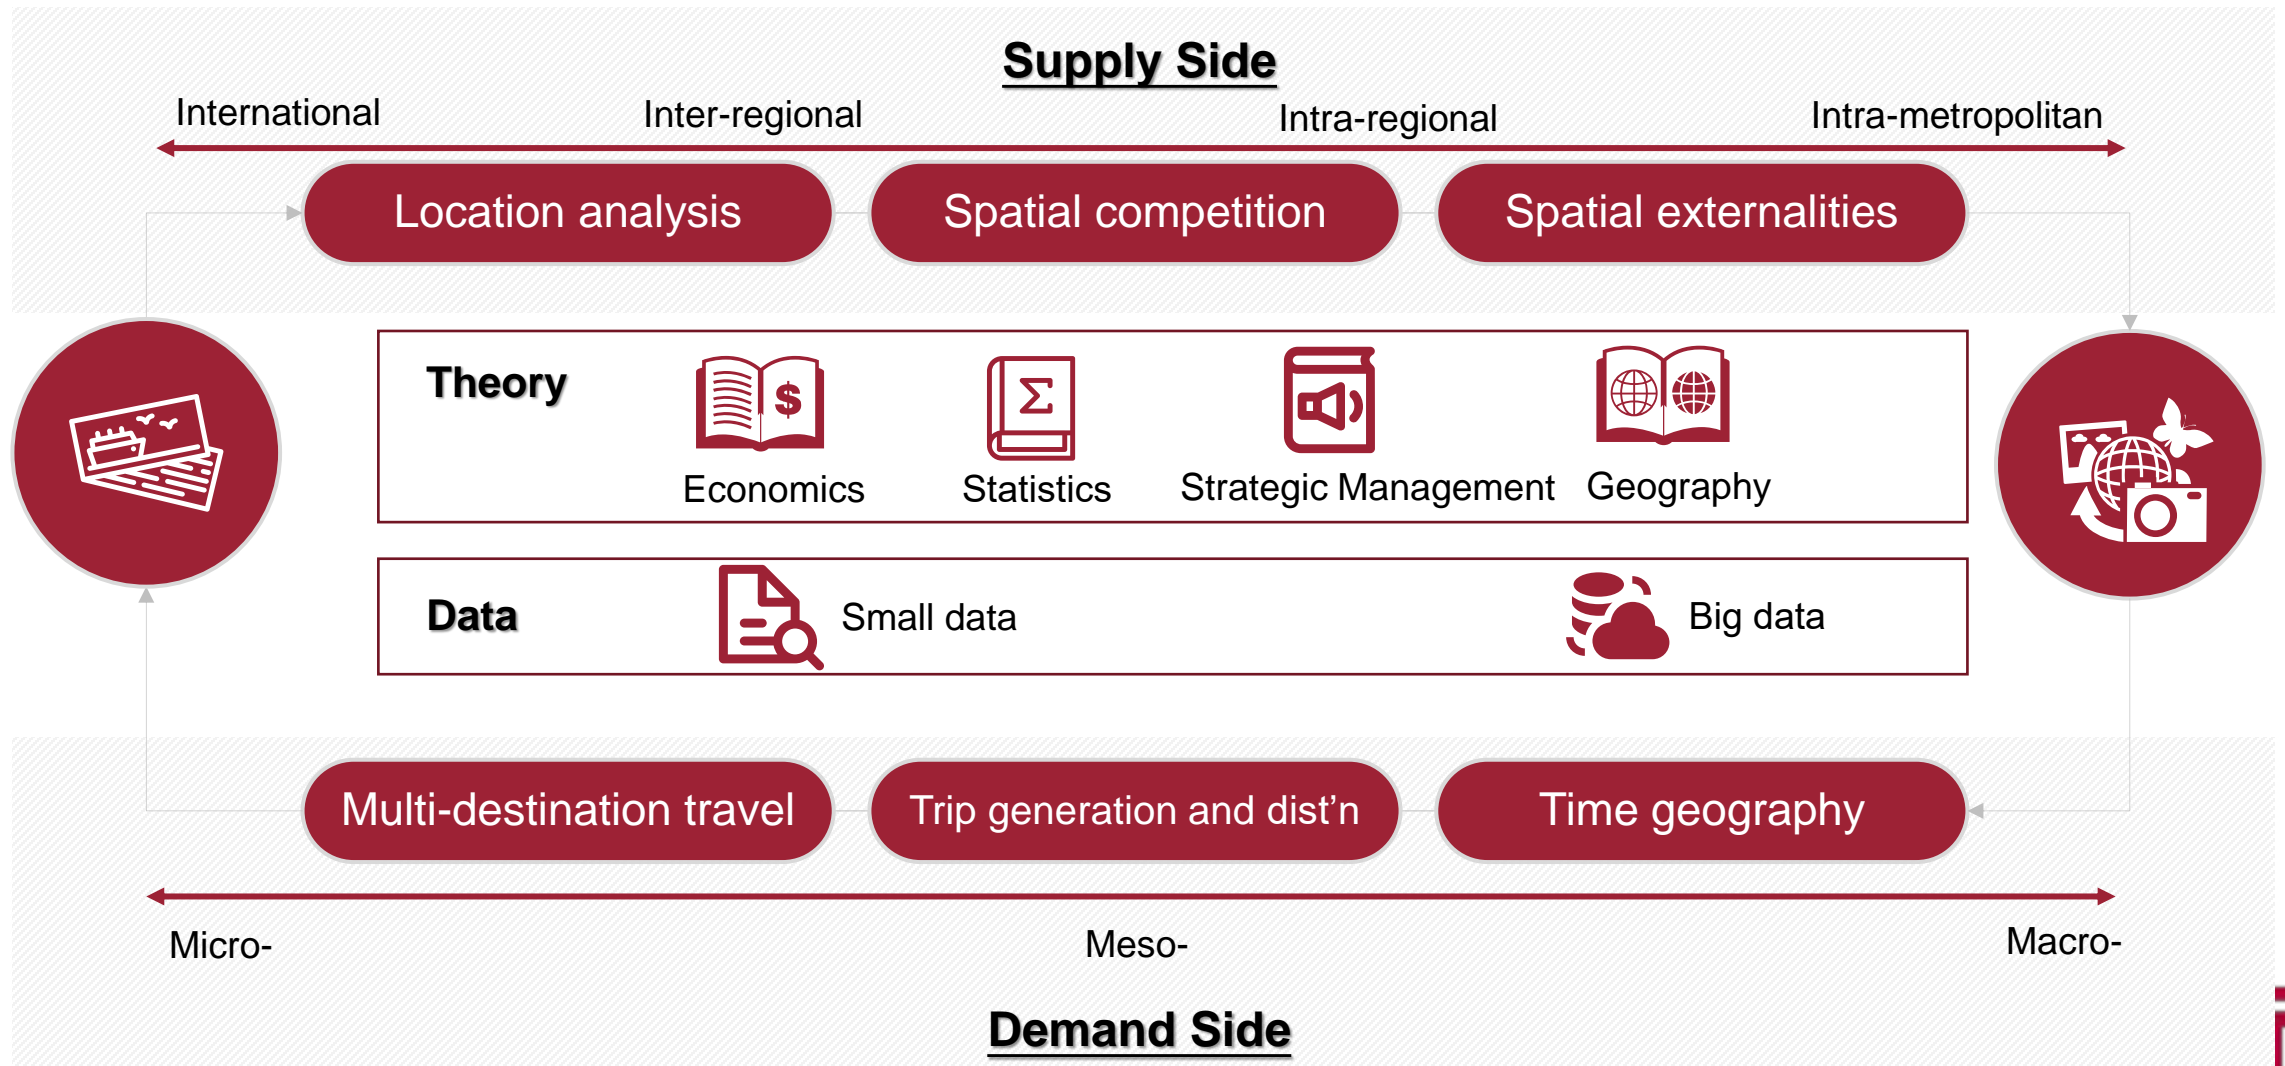 Supply Side
International
Inter-regional
Intra-regional
Intra-metropolitan
Location analysis
Spatial competition
Spatial externalities
Theory
$
Σ
Economics
Statistics
Strategic Management
Geography
Data
Small data
Big data
Multi-destination travel
Trip generation and dist’n
Time geography
Micro-
Meso-
Macro-
Demand Side